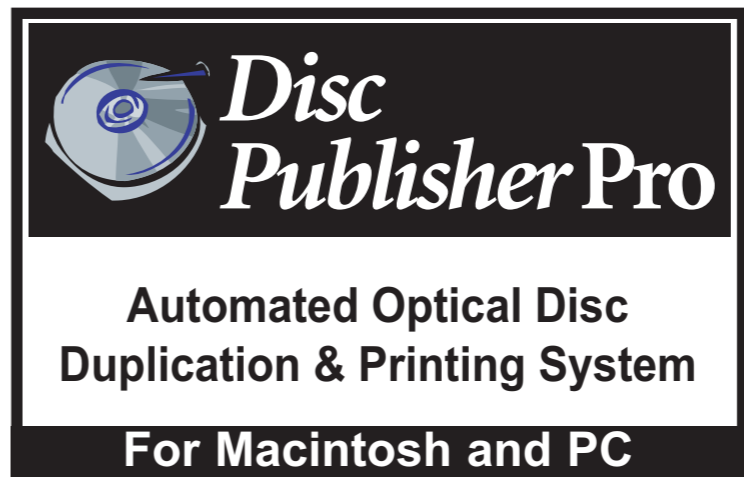 Disc
Publisher Pro
Automated Optical Disc
Duplication & Printing System
For Macintosh and PC